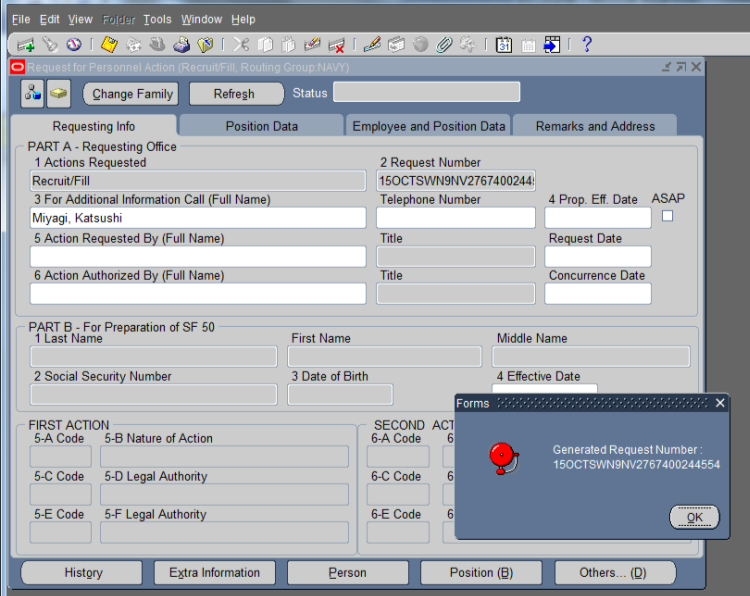 File Edit View Folder Tools Window Help
31
?
Request for Personnel Action (Recruit/Fill, Routing Group:NAVY)
Change Family Refresh Status
Requesting Info Position Data Employee and Position Data Remarks and Address
PART A - Requesting Office
1 Actions Requested 2 Request Number
Recruit/Fill 15OCTSWN9NV2767400244
3 For Additional Information Call (Full Name) Telephone Number 4 Prop. Eff. Date ASAP
Miyagi, Katsushi
5 Action Requested By (Full Name) Title Request Date
6 Action Authorized By (Full Name) Title Concurrence Date
PART B - For Preparation of SF 50
1 Last Name First Name Middle Name
2 Social Security Number 3 Date of Birth 4 Effective Date
FIRST ACTION SECOND ACT
5-A Code 5-B Nature of Action 6-A Code 6
5-C Code 5-D Legal Authority 6-C Code 6
5-E Code 5-F Legal Authority 6-E Code 6
Forms
Generated Request Number :
15OCTSWN9NV2767400244554
OK
History Extra Information Person Position (B) Others... (D)